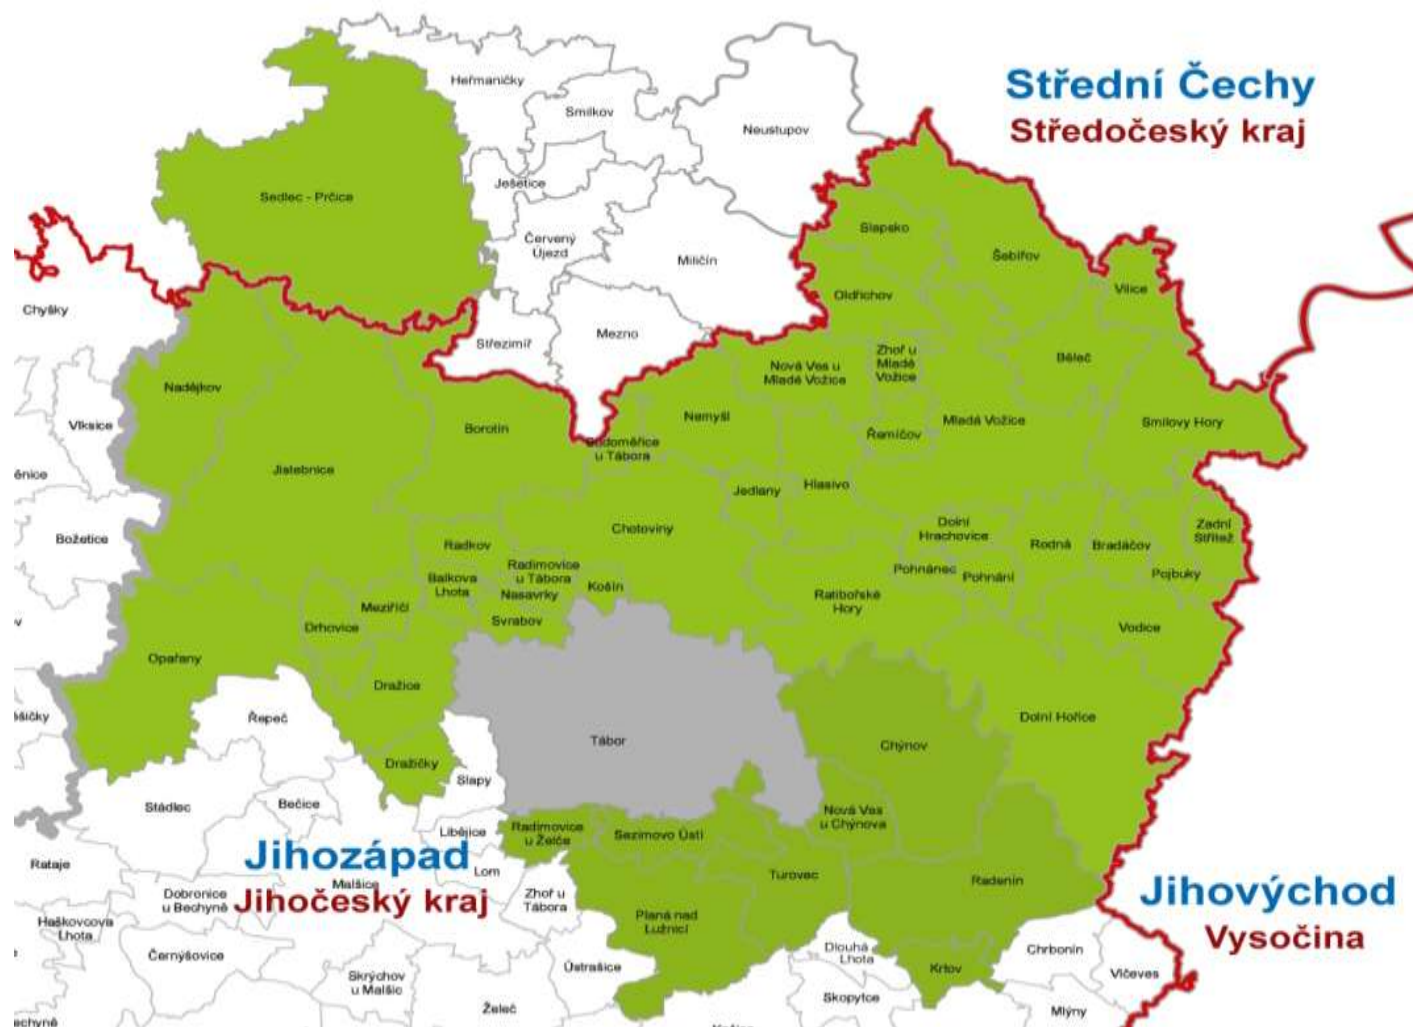 Heřmaničky
Smilkov
Neustupov
Střední Čechy
Středočeský kraj
Ješetice
Sedlec - Prčice
Červený
Újezd
Miličín
Slapsko
Šebířov
Oldřichov
Vilice
Chyšky
Střezimíř
Mezno
Zhoř u
Mladé
Vožice
Nová Ves u
Mladé Vožice
Běleč
Nadějkov
Vlksice
Borotín
Nemyšl
Řemíčov
Mladá Vožice
Smilovy Hory
u Tábora
Jistebnice
ěnice
Jedlany
Hlasivo
Božetice
Chotoviny
Radkov
Dolní
Hrachovice
Rodná
Bradáčov
Zadní
Střítež
Radimovice
u Tábora
Balkova
Lhota
Nasavrky
Košín
Pohnánec
Pohnání
Pojbuky
Meziříčí
Ratibořské
Hory
Drhovice
Svrabov
Vodice
v
Opařany
Dražice
ešičky
Řepeč
Tábor
Dolní Hořice
Chýnov
Dražičky
Slapy
Stádlec
Bečice
Nová Ves
u Chýnova
Radimovice
u Želče
Sezimovo Ústí
Libějice
Jihozápad
Jihočeský kraj
Rataje
Lom
Malšice
Turovec
Radenín
Jihovýchod
Vysočina
Dobronice
u Bechyně
Zhoř u
Tábora
Planá nad
Lužnicí
Haškovcova
Lhota
Černýšovice
Ústrašice
Dlouhá
Lhota
Krtov
Chrbonín
Vlčeves
Skrýchov
u Malšic
Želeč
Skopytce
Mlýny
echyně